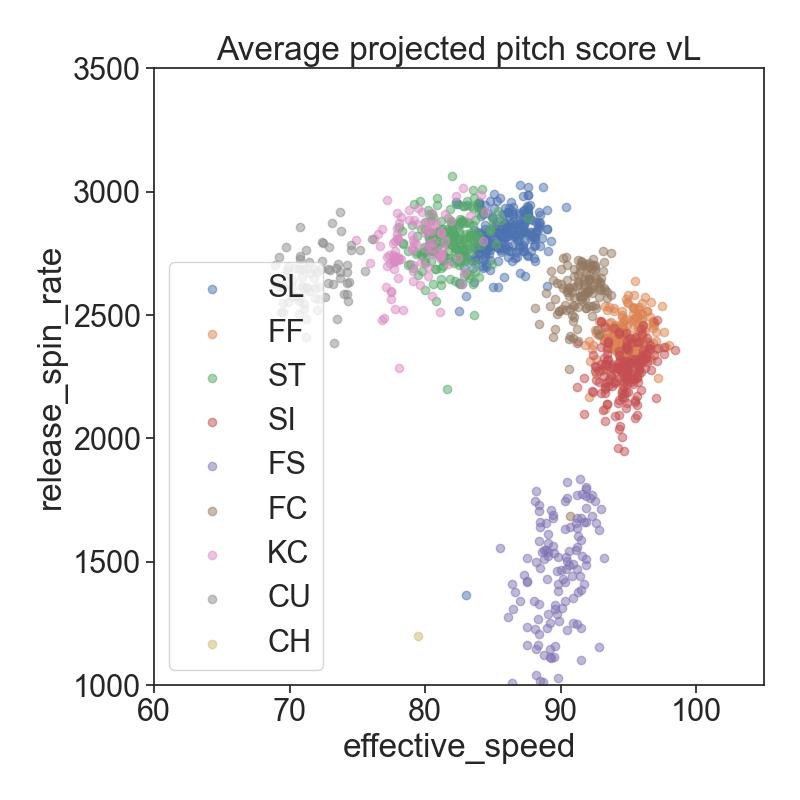 Average projected pitch score vL
3500
3000
2500
2000
1500
1000
release_spin_rate
SL
FF
ST
SI
FS
FC
KC
CU
CH
60 70 80 90 100
effective_speed